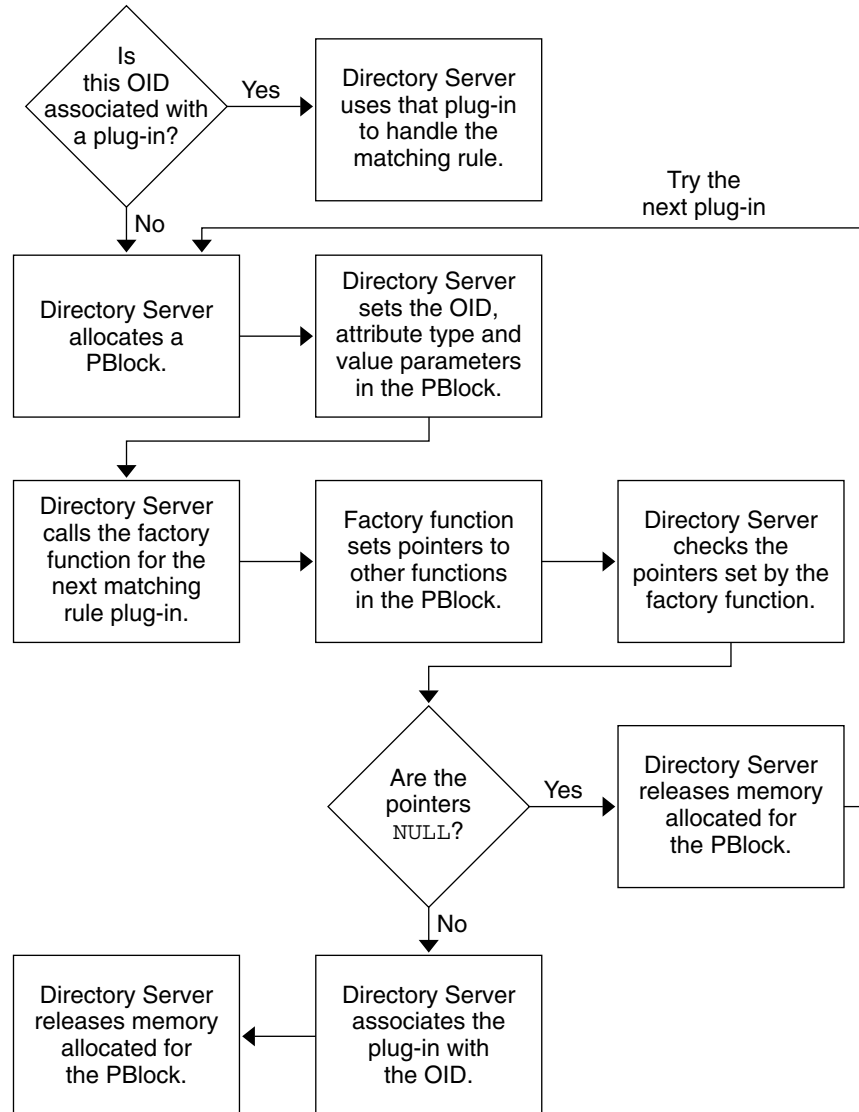 Is
this OID
associated with
a plug-in?
Yes
Directory Server
uses that plug-in
to handle the
matching rule.
Try the
next plug-in
No
Directory Server
allocates a
PBlock.
Directory Server
sets the OID,
attribute type and
value parameters
in the PBlock.
Directory Server
calls the factory
function for the
next matching
rule plug-in.
Factory function
sets pointers to
other functions
in the PBlock.
Directory Server
checks the
pointers set by the
factory function.
Are the
pointers
NULL?
Yes
Directory Server
releases memory
allocated for
the PBlock.
No
Directory Server
releases memory
allocated for
the PBlock.
Directory Server
associates the
plug-in with
the OID.